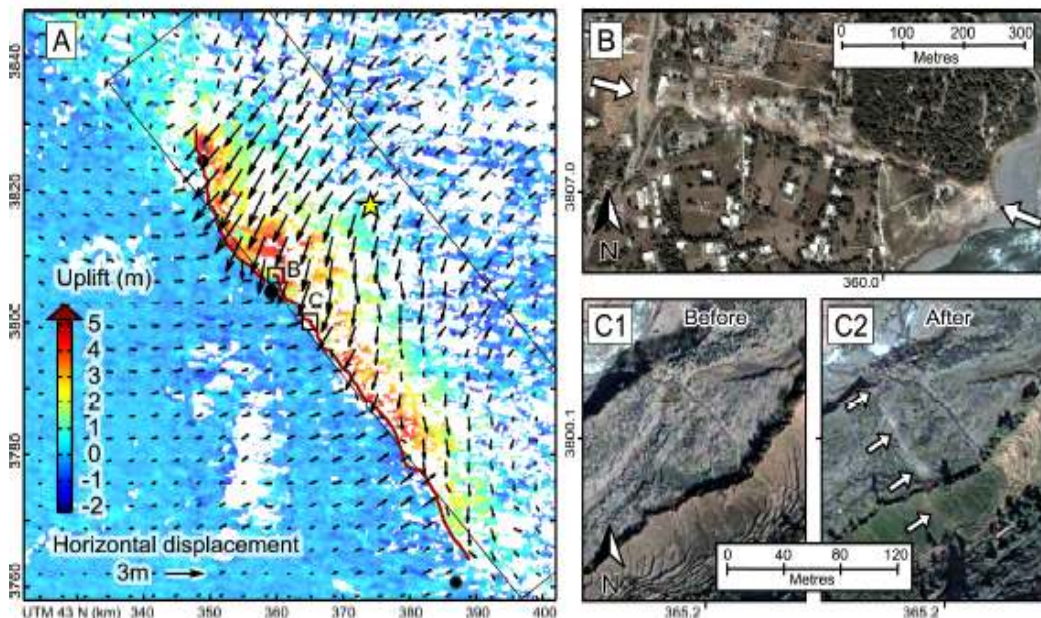 A
3840
3820
3800
3780
3760
Uplift (m)
5
4
3
2
1
0
-1
-2
Horizontal displacement
3m
B
C
UTM 43 N (km)
340
350
360
370
380
390
400
B
0 100 200 300
Metres
3807.0
N
360.0
C1
Before
3800.1
N
365.2
C2
After
0 40 80 120
Metres
365.2